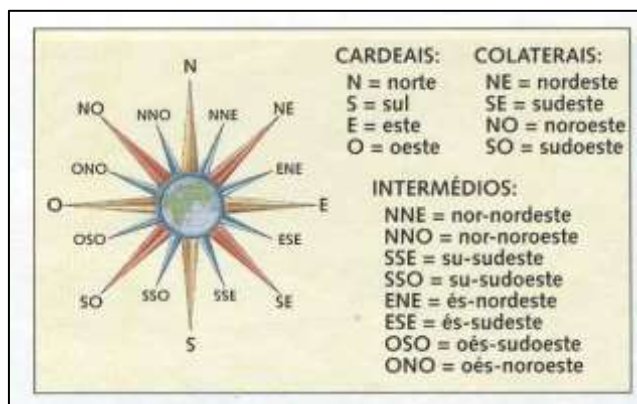 N
NNO NNE
NO NE
ONO ENE
O E
OSO ESE
SO SSO SSE SE
S
CARDEAIS:
N = norte
S = sul
E = este
O = oeste
COLATERAIS:
NE = nordeste
SE = sudeste
NO = noroeste
SO = sudoeste
INTERMÉDIOS:
NNE = nor-nordeste
NNO = nor-noroeste
SSE = su-sudeste
SSO = su-sudoeste
ENE = és-nordeste
ESE = és-sudeste
OSO = oés-sudoeste
ONO = oés-noroeste